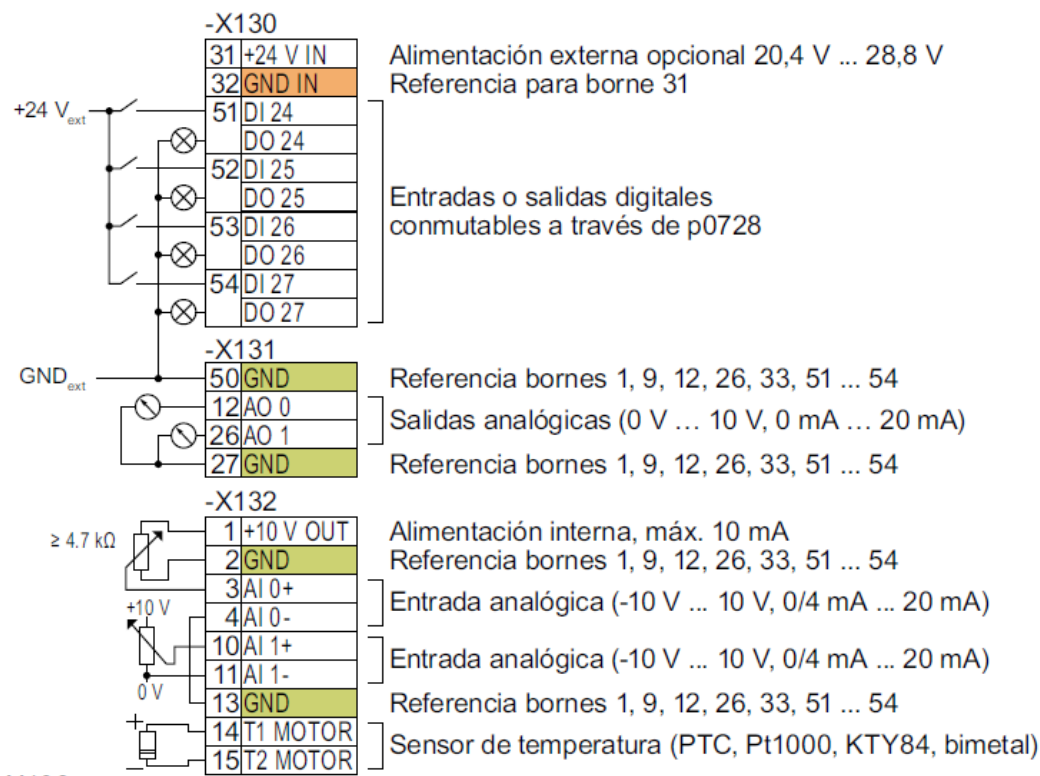 -X130
31 +24 V IN Alimentación externa opcional 20,4 V ... 28,8 V
32 GND IN Referencia para borne 31
+24 Vext 51 DI 24
DO 24
52 DI 25
DO 25 Entradas o salidas digitales
53 DI 26 conmutables a través de p0728
DO 26
54 DI 27
DO 27
-X131
GNDext 50 GND Referencia bornes 1, 9, 12, 26, 33, 51 ... 54
12 AO 0 Salidas analógicas (0 V … 10 V, 0 mA … 20 mA)
26 AO 1
27 GND Referencia bornes 1, 9, 12, 26, 33, 51 ... 54
-X132
1 +10 V OUT Alimentación interna, máx. 10 mA
≥ 4.7 kΩ 2 GND Referencia bornes 1, 9, 12, 26, 33, 51 ... 54
3 AI 0+ Entrada analógica (-10 V ... 10 V, 0/4 mA ... 20 mA)
+10 V 4 AI 0-
10 AI 1+ Entrada analógica (-10 V ... 10 V, 0/4 mA ... 20 mA)
11 AI 1-
0 V 13 GND Referencia bornes 1, 9, 12, 26, 33, 51 ... 54
+ 14 T1 MOTOR Sensor de temperatura (PTC, Pt1000, KTY84, bimetal)
− 15 T2 MOTOR